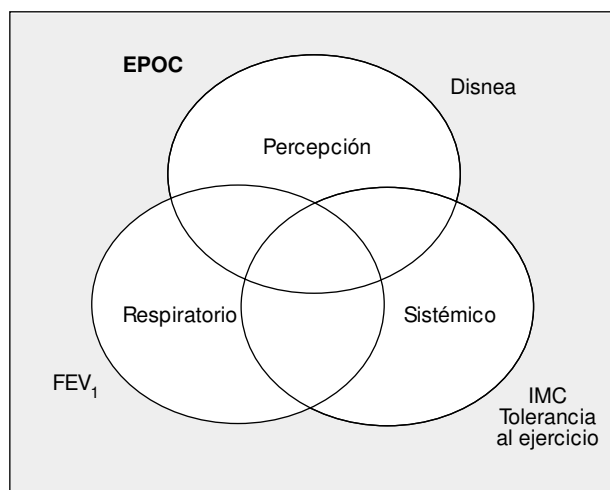 EPOC
Disnea
Percepción
Respiratorio
Sistémico
FEV1
IMC
Tolerancia
al ejercicio